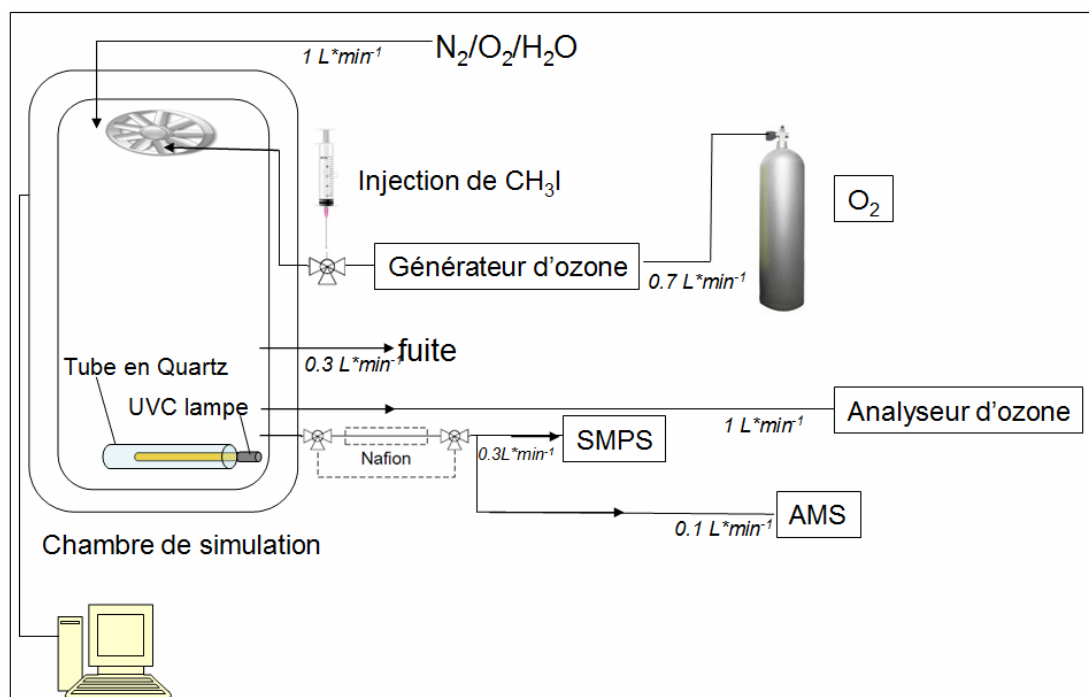 1 L*min⁻¹
N₂/O₂/H₂O
Injection de CH₃I
O₂
Générateur d'ozone
0.7 L*min⁻¹
fuite
0.3 L*min⁻¹
Tube en Quartz
UVC lampe
Analyseur d'ozone
1 L*min⁻¹
SMPS
0.3L*min⁻¹
Nafion
AMS
0.1 L*min⁻¹
Chambre de simulation